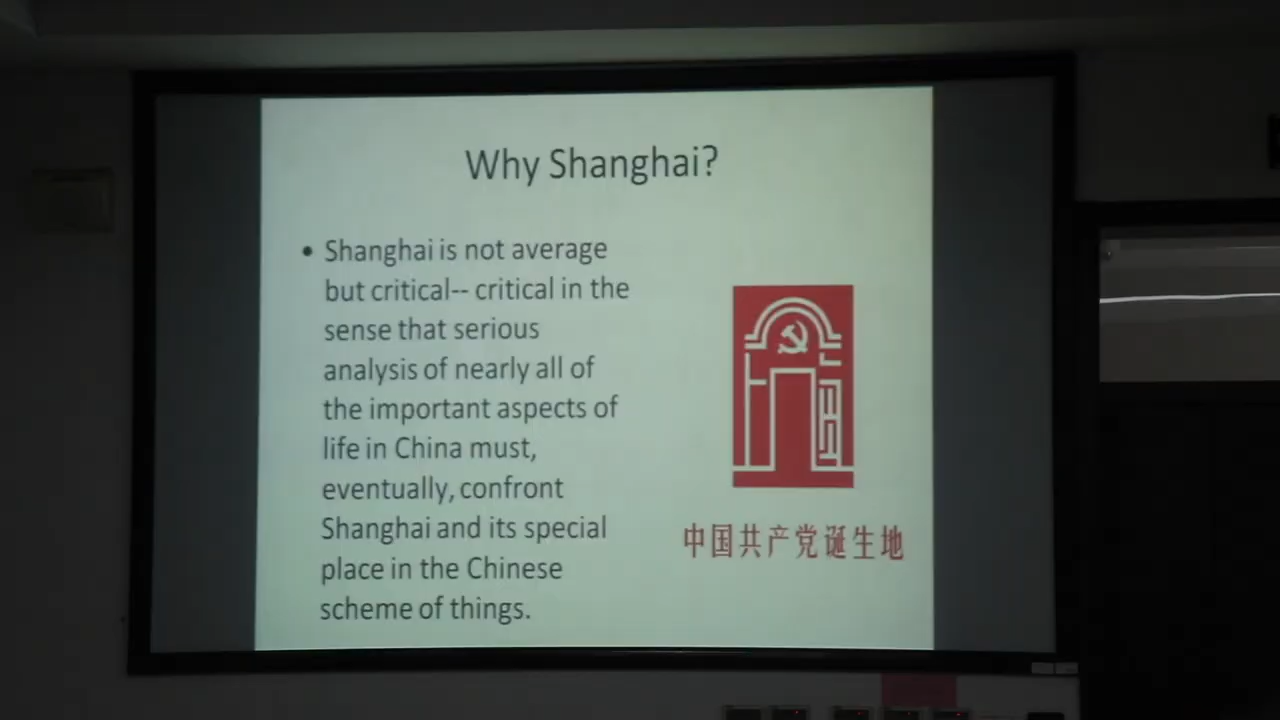 Why Shanghai?
• Shanghai is not average
but critical-- critical in the
sense that serious
analysis of nearly all of
the important aspects of
life in China must,
eventually, confront
Shanghai and its special
place in the Chinese
scheme of things.
中国共产党诞生地